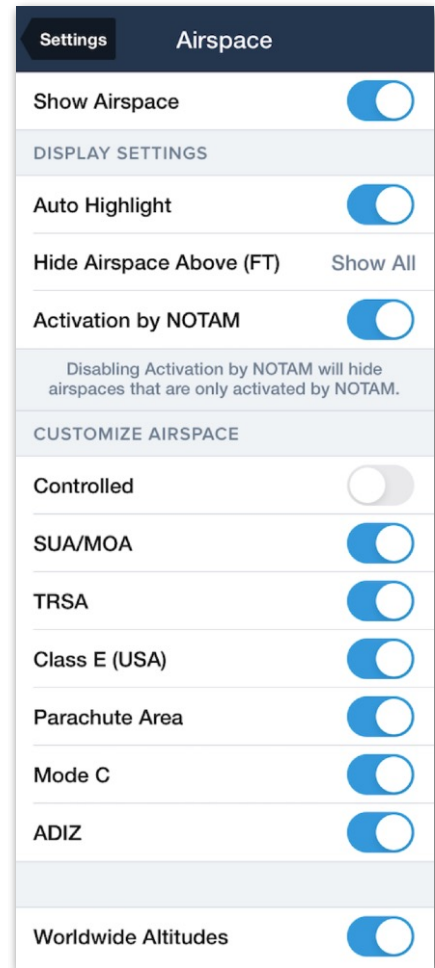 Settings Airspace
Show Airspace
DISPLAY SETTINGS
Auto Highlight
Hide Airspace Above (FT) Show All
Activation by NOTAM
Disabling Activation by NOTAM will hide
airspaces that are only activated by NOTAM.
CUSTOMIZE AIRSPACE
Controlled
SUA/MOA
TRSA
Class E (USA)
Parachute Area
Mode C
ADIZ
Worldwide Altitudes